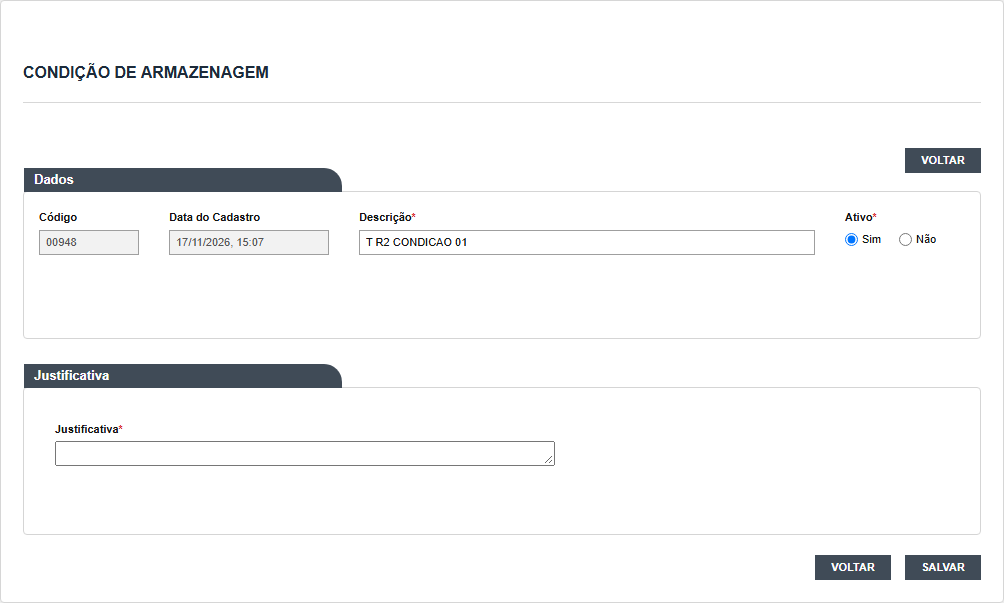 CONDIÇÃO DE ARMAZENAGEM
VOLTAR
Dados
Código Data do Cadastro Descrição* Ativo*
00948 17/11/2026, 15:07 T R2 CONDICAO 01 Sim Não
Justificativa
Justificativa*
VOLTAR SALVAR